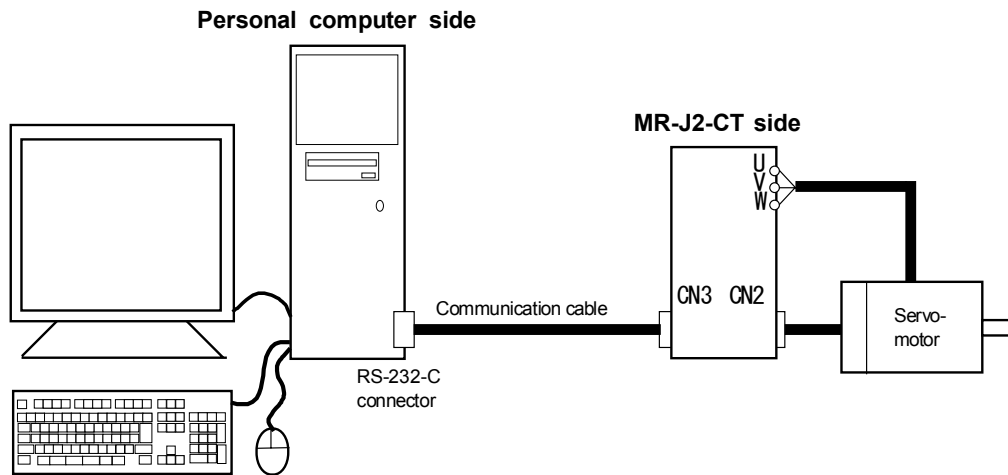 Personal computer side
MR-J2-CT side
U
V
W
CN3 CN2
Communication cable
Servo-
motor
RS-232-C
connector